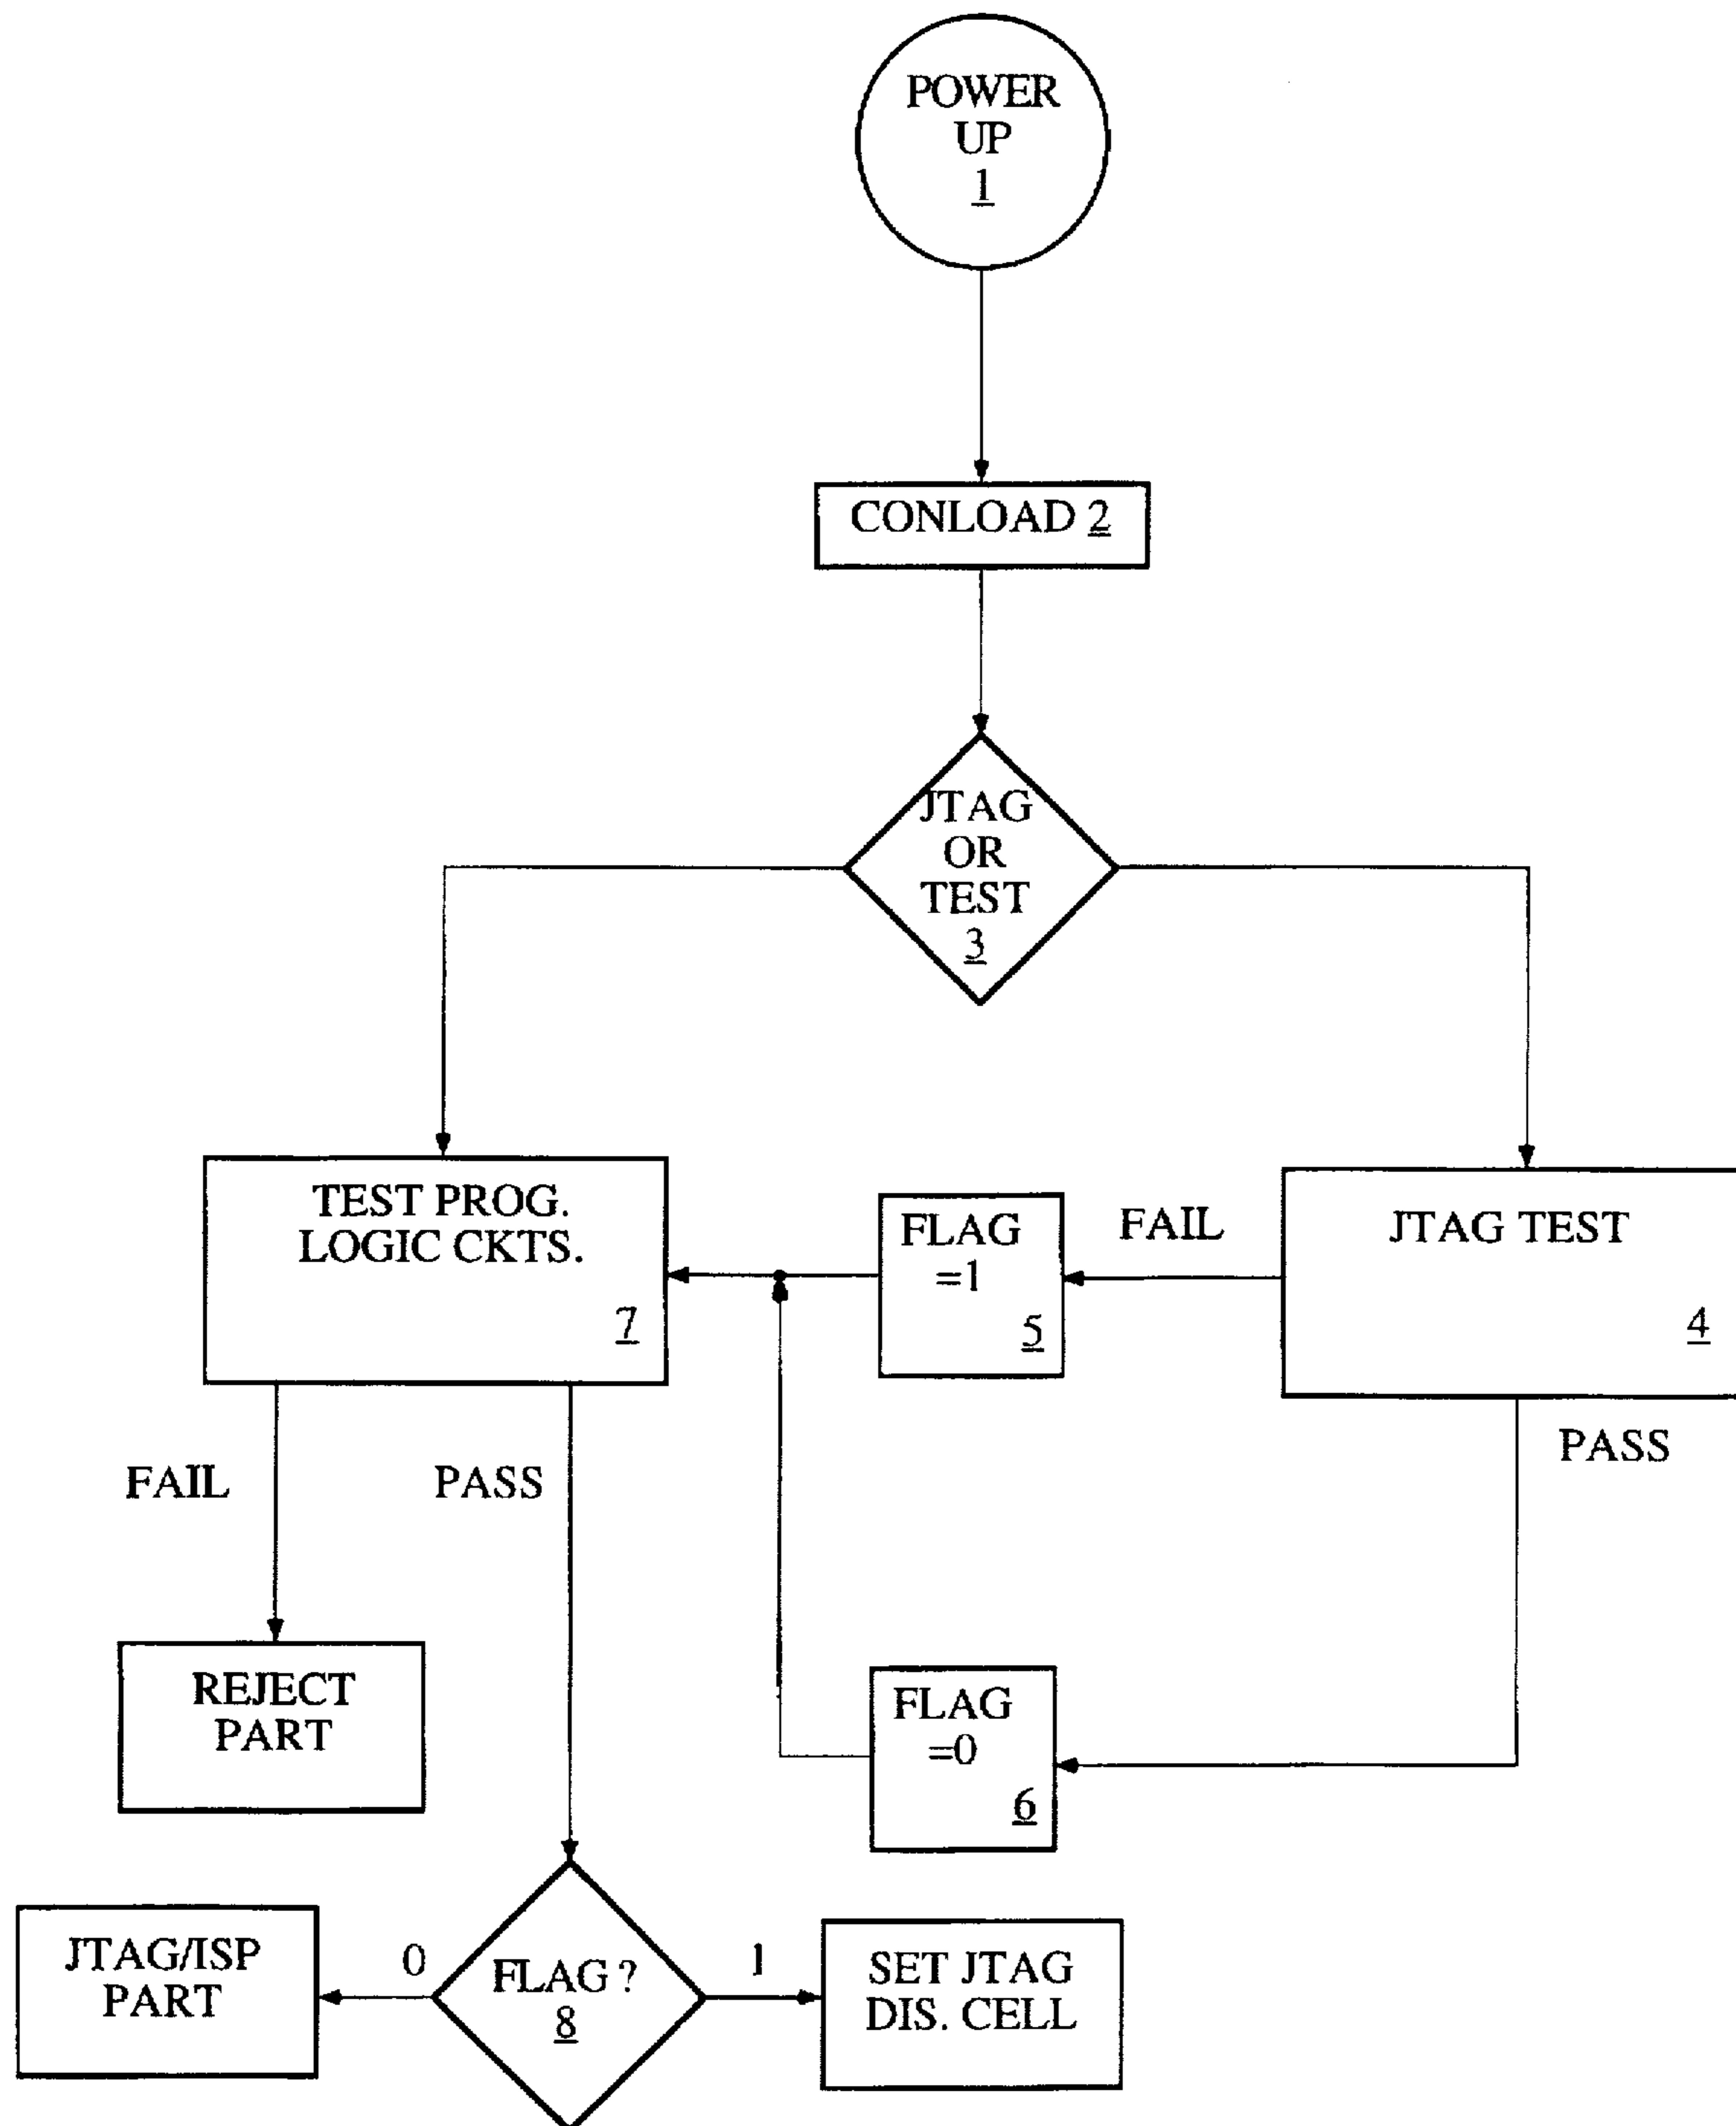 POWER
UP
1
CONLOAD 2
JTAG
OR
TEST
3
TEST PROG.
LOGIC CKTS.
7
FLAG
=1
5
FAIL
JTAG TEST
4
PASS
FAIL
PASS
REJECT
PART
FLAG
=0
6
JTAG/ISP
PART
0
FLAG ?
8
1
SET JTAG
DIS. CELL